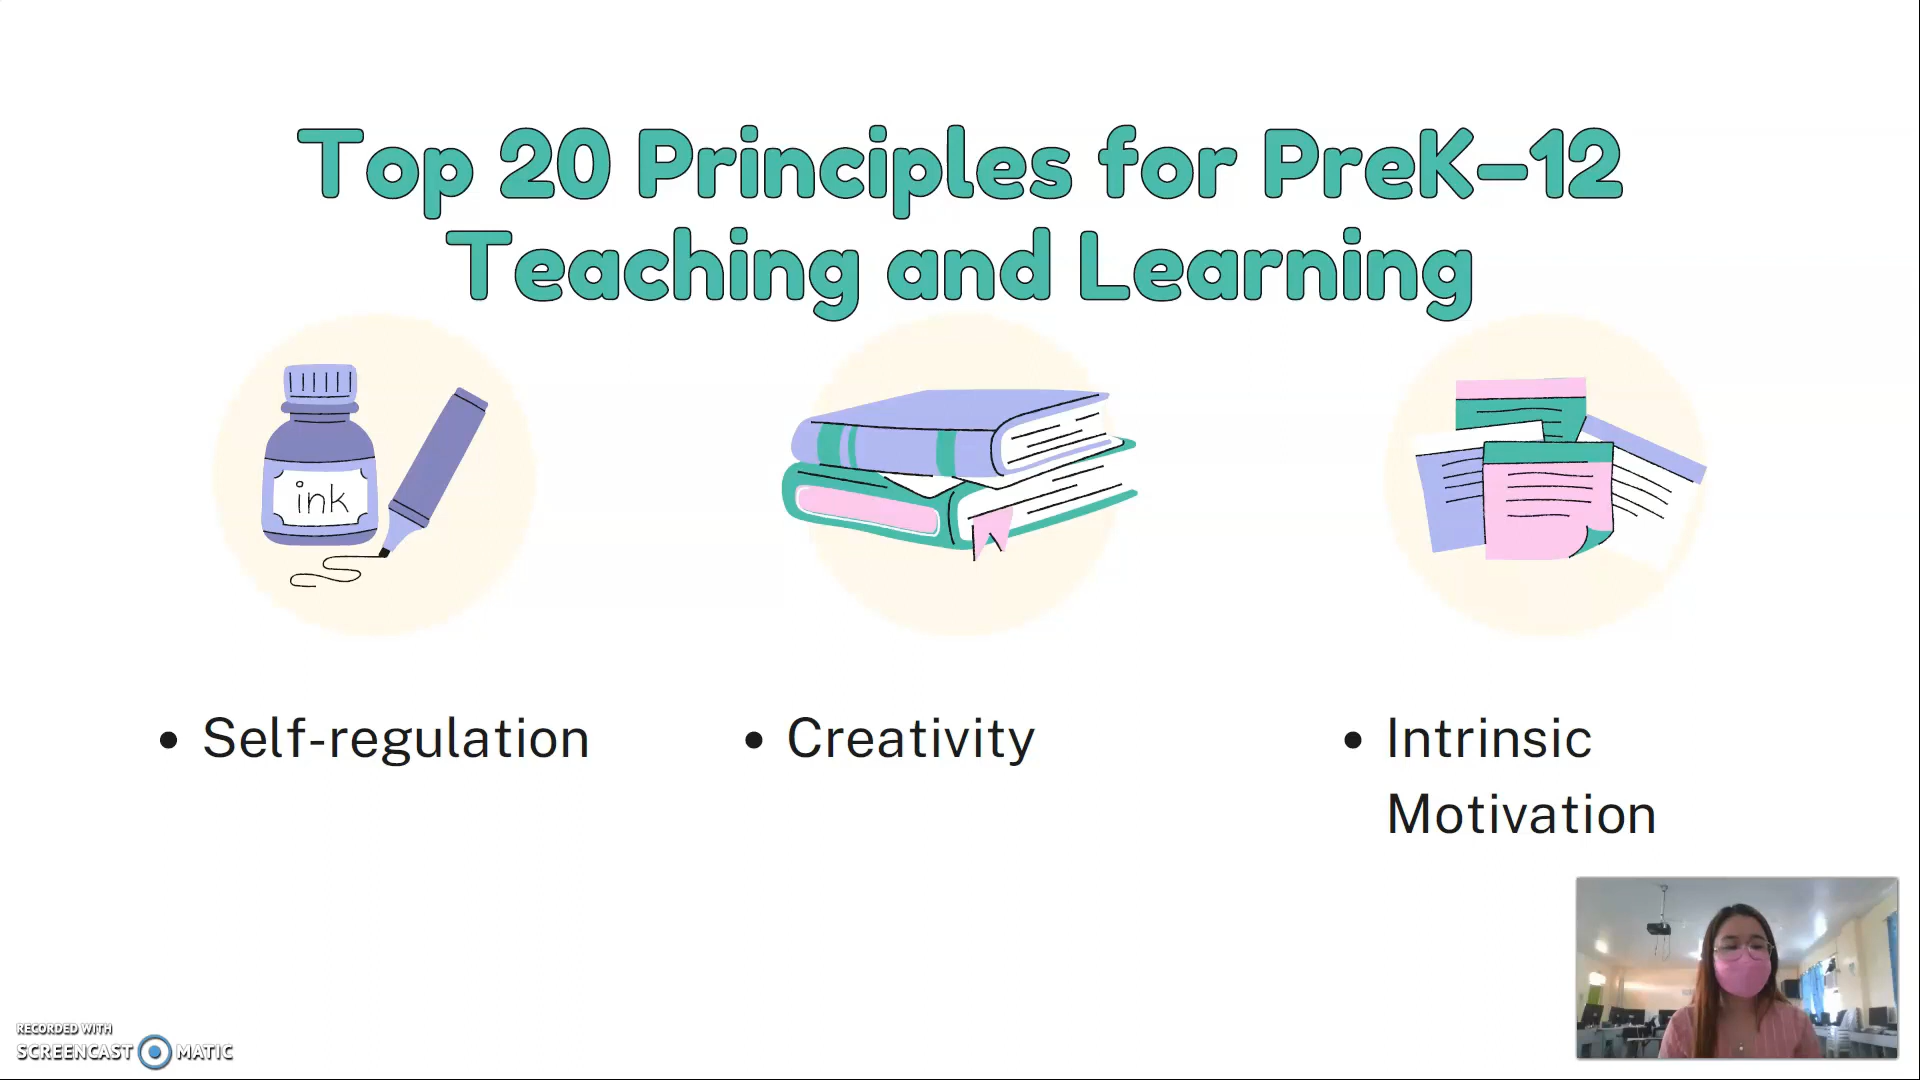 Top 20 Principles for PreK–12
Teaching and Learning
ink
• Self-regulation
• Creativity
• Intrinsic
Motivation
RECORDED WITH
SCREENCAST MATIC